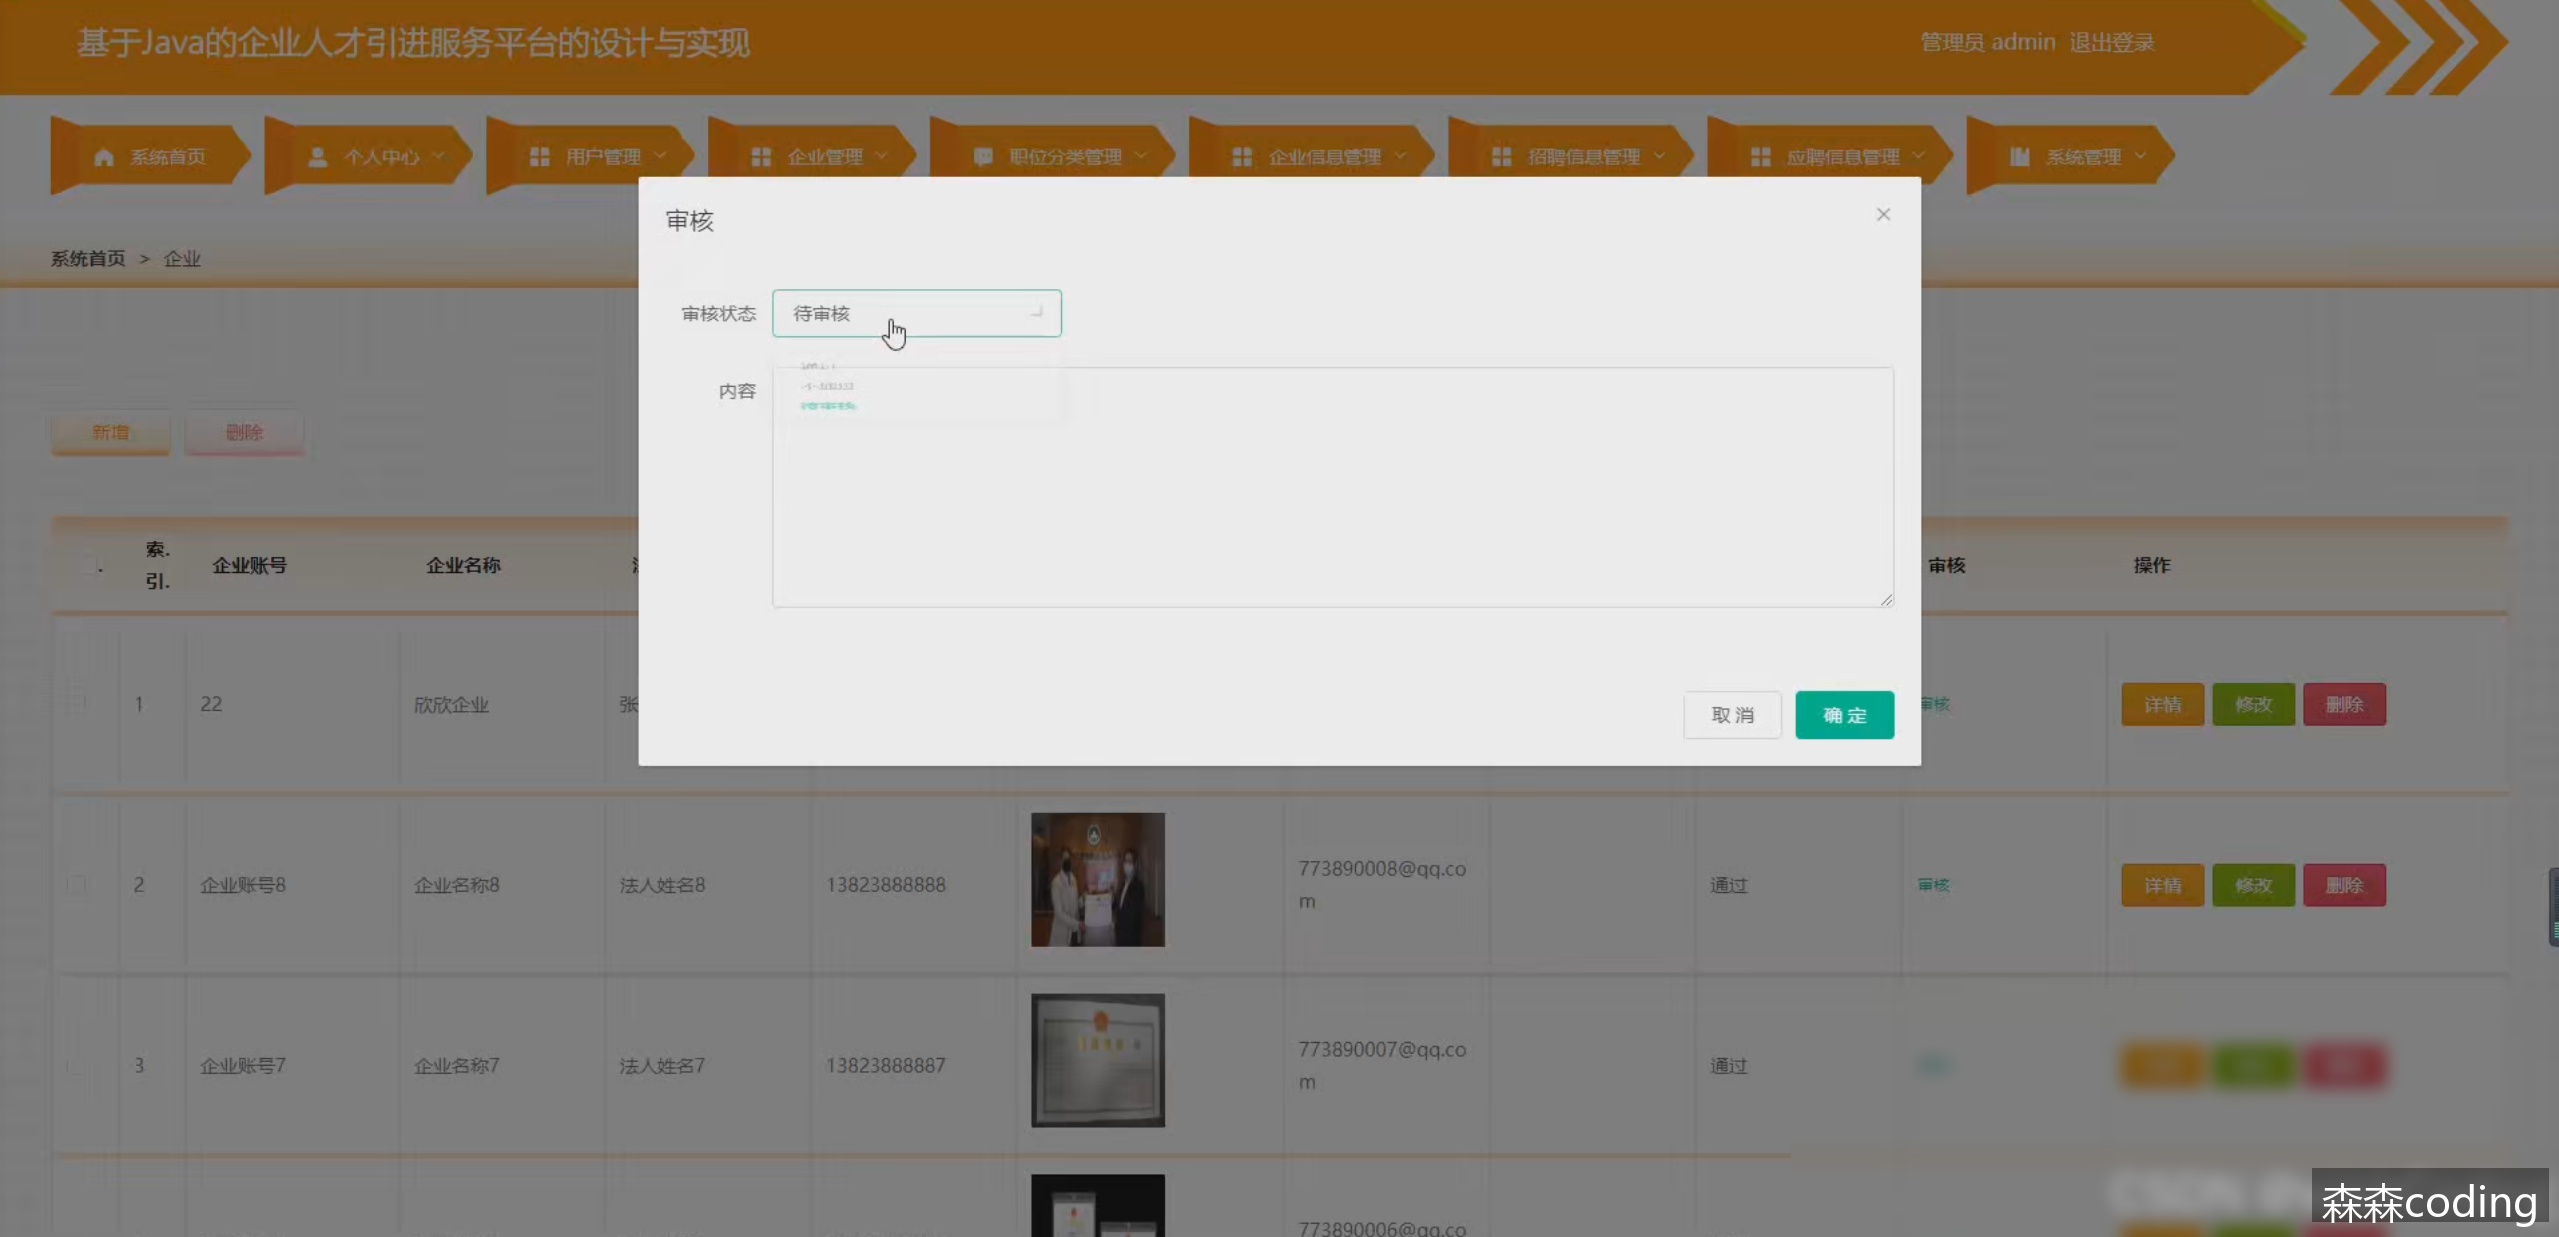 基于Java的企业人才引进服务平台的设计与实现
管理员 admin 退出登录
系统首页 个人中心 用户管理 企业管理 职位分类管理 企业信息管理 招聘信息管理 应聘信息管理 系统管理
系统首页 > 企业
审核
审核状态 待审核
内容
取消 确定
新增 删除
索. 企业账号 企业名称 审核 操作
引.
1 22 欣欣企业 张 审核 详情 修改 删除
2 企业账号8 企业名称8 法人姓名8 13823888888 773890008@qq.co 通过 审核 详情 修改 删除
m
3 企业账号7 企业名称7 法人姓名7 13823888887 773890007@qq.co 通过
m
773890006@qq.co
森森coding